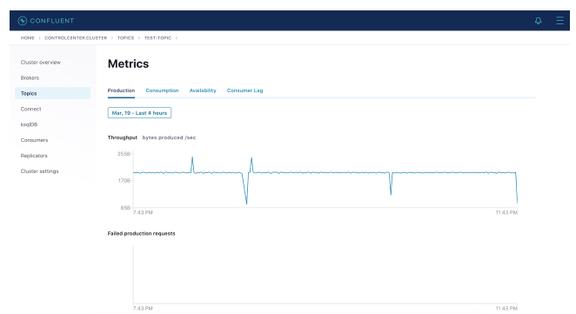 CONFLUENT
HOME > CONTROLCENTER.CLUSTER > TOPICS > TEST-TOPIC >
Cluster overview
Brokers
Topics
Connect
ksqlDB
Consumers
Replicators
Cluster settings
Metrics
Production Consumption Availability Consumer Lag
Mar, 19 - Last 4 hours
Throughput bytes produced /sec
255B
170B
85B
7:43 PM 11:43 PM
Failed production requests
7:43 PM 11:43 PM